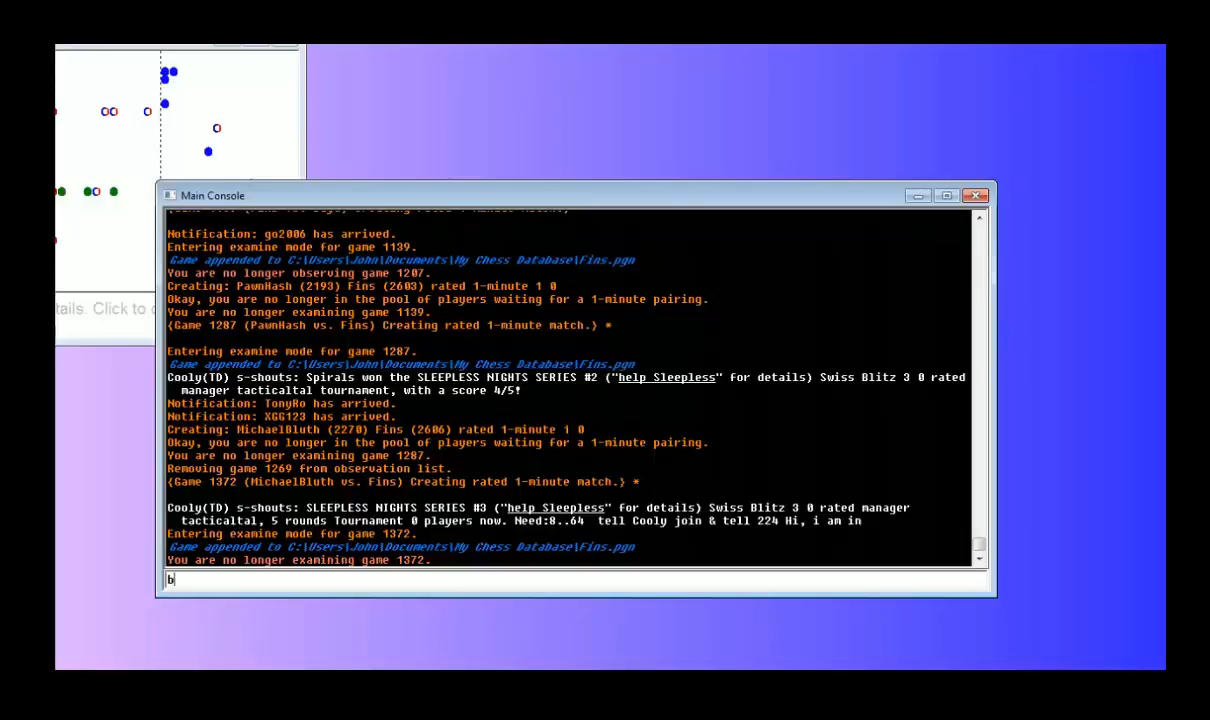 tails. Click to
Main Console
Notification: go2006 has arrived.
Entering examine mode for game 1139.
Game appended to C:\Users\John\Documents\My Chess Database\Fins.pgn
You are no longer observing game 1207.
Creating: PawnHash (2193) Fins (2603) rated 1-minute 1 0
Okay, you are no longer in the pool of players waiting for a 1-minute pairing.
You are no longer examining game 1139.
{Game 1287 (PawnHash vs. Fins) Creating rated 1-minute match.} *
Entering examine mode for game 1287.
Game appended to C:\Users\John\Documents\My Chess Database\Fins.pgn
Cooly(TD) s-shouts: Spirals won the SLEEPLESS NIGHTS SERIES #2 ("help Sleepless" for details) Swiss Blitz 3 0 rated
manager tacticaltal tournament, with a score 4/5!
Notification: TonyRo has arrived.
Notification: XGG123 has arrived.
Creating: MichaelBluth (2270) Fins (2606) rated 1-minute 1 0
Okay, you are no longer in the pool of players waiting for a 1-minute pairing.
You are no longer examining game 1287.
Removing game 1269 from observation list.
{Game 1372 (MichaelBluth vs. Fins) Creating rated 1-minute match.} *
Cooly(TD) s-shouts: SLEEPLESS NIGHTS SERIES #3 ("help Sleepless" for details) Swiss Blitz 3 0 rated manager
tacticaltal, 5 rounds Tournament 0 players now. Need:8..64  tell Cooly join & tell 224 Hi, i am in
Entering examine mode for game 1372.
Game appended to C:\Users\John\Documents\My Chess Database\Fins.pgn
You are no longer examining game 1372.
b